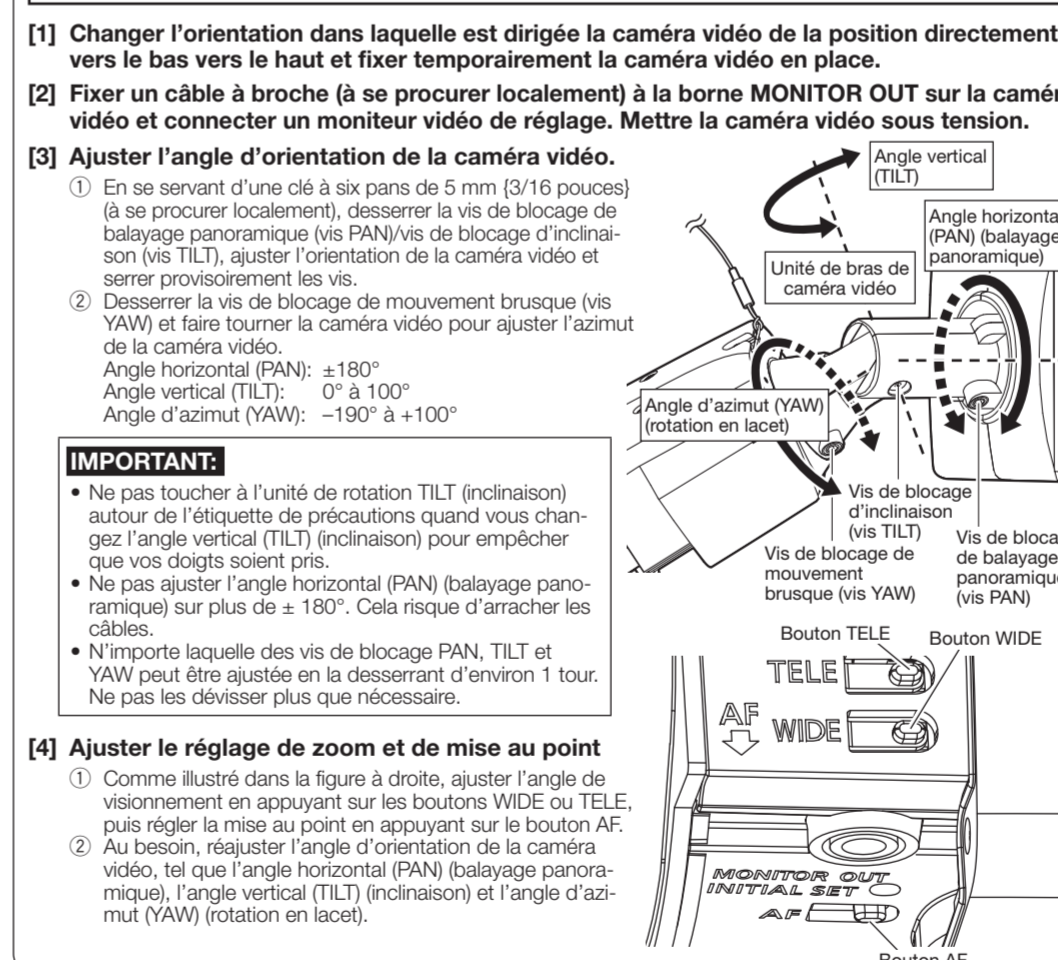 [1] Changer l’orientation dans laquelle est dirigée la caméra vidéo de la position directement
vers le bas vers le haut et fixer temporairement la caméra vidéo en place.
[2] Fixer un câble à broche (à se procurer localement) à la borne MONITOR OUT sur la camér
vidéo et connecter un moniteur vidéo de réglage. Mettre la caméra vidéo sous tension.
[3] Ajuster l’angle d’orientation de la caméra vidéo.
① En se servant d’une clé à six pans de 5 mm {3/16 pouces}
(à se procurer localement), desserrer la vis de blocage de
balayage panoramique (vis PAN)/vis de blocage d’inclinai-
son (vis TILT), ajuster l’orientation de la caméra vidéo et
serrer provisoirement les vis.
② Desserrer la vis de blocage de mouvement brusque (vis
YAW) et faire tourner la caméra vidéo pour ajuster l’azimut
de la caméra vidéo.
Angle horizontal (PAN): ±180°
Angle vertical (TILT): 0° à 100°
Angle d’azimut (YAW): –190° à +100°
IMPORTANT:
• Ne pas toucher à l’unité de rotation TILT (inclinaison)
autour de l’étiquette de précautions quand vous chan-
gez l’angle vertical (TILT) (inclinaison) pour empêcher
que vos doigts soient pris.
• Ne pas ajuster l’angle horizontal (PAN) (balayage pano-
ramique) sur plus de ± 180°. Cela risque d’arracher les
câbles.
• N’importe laquelle des vis de blocage PAN, TILT et
YAW peut être ajustée en la desserrant d’environ 1 tour.
Ne pas les dévisser plus que nécessaire.
[4] Ajuster le réglage de zoom et de mise au point
① Comme illustré dans la figure à droite, ajuster l’angle de
visionnement en appuyant sur les boutons WIDE ou TELE,
puis régler la mise au point en appuyant sur le bouton AF.
② Au besoin, réajuster l’angle d’orientation de la caméra
vidéo, tel que l’angle horizontal (PAN) (balayage panora-
mique), l’angle vertical (TILT) (inclinaison) et l’angle d’azi-
mut (YAW) (rotation en lacet).
Angle vertical
(TILT)
Angle horizonta
(PAN) (balayage
panoramique)
Unité de bras de
caméra vidéo
Angle d’azimut (YAW)
(rotation en lacet)
Vis de blocage
d’inclinaison
(vis TILT)
Vis de blocage de
mouvement
brusque (vis YAW)
Vis de bloca
de balayage
panoramique
(vis PAN)
Bouton TELE
Bouton WIDE
TELE
AF
WIDE
MONITOR OUT
INITIAL SET
AF
Bouton AF